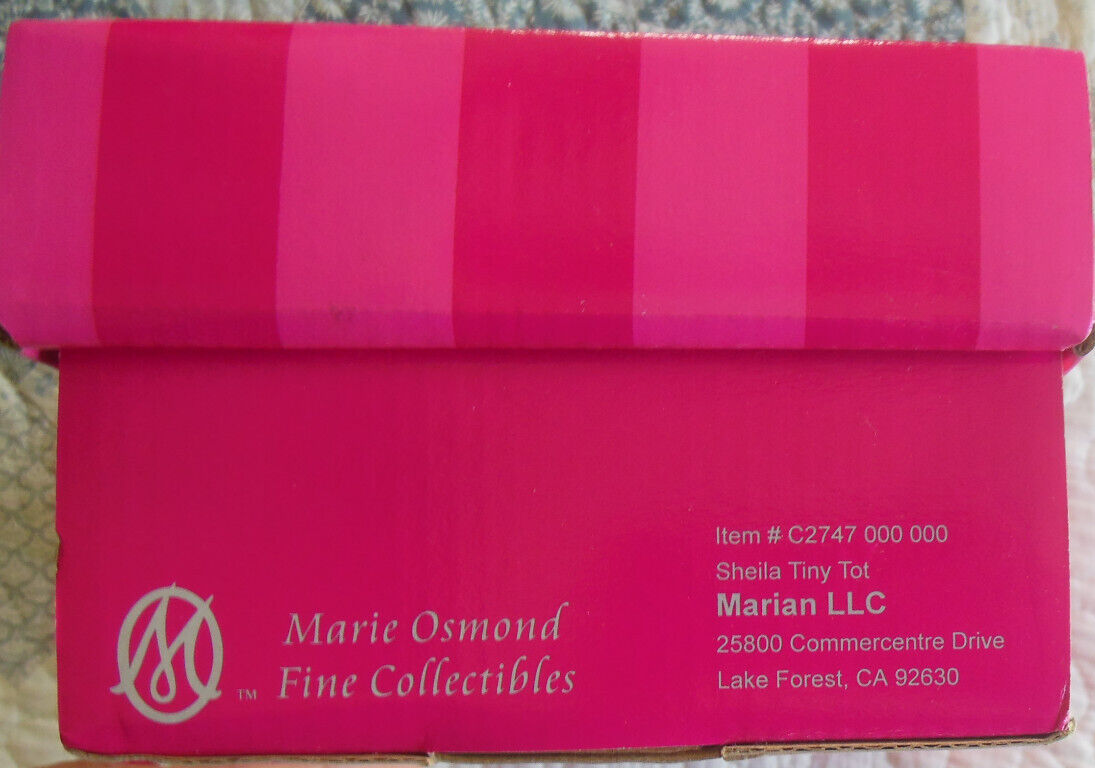 Item # C2747 000 000
Sheila Tiny Tot
Marian LLC
25800 Commercentre Drive
Lake Forest, CA 92630
Marie Osmond
Fine Collectibles
TM